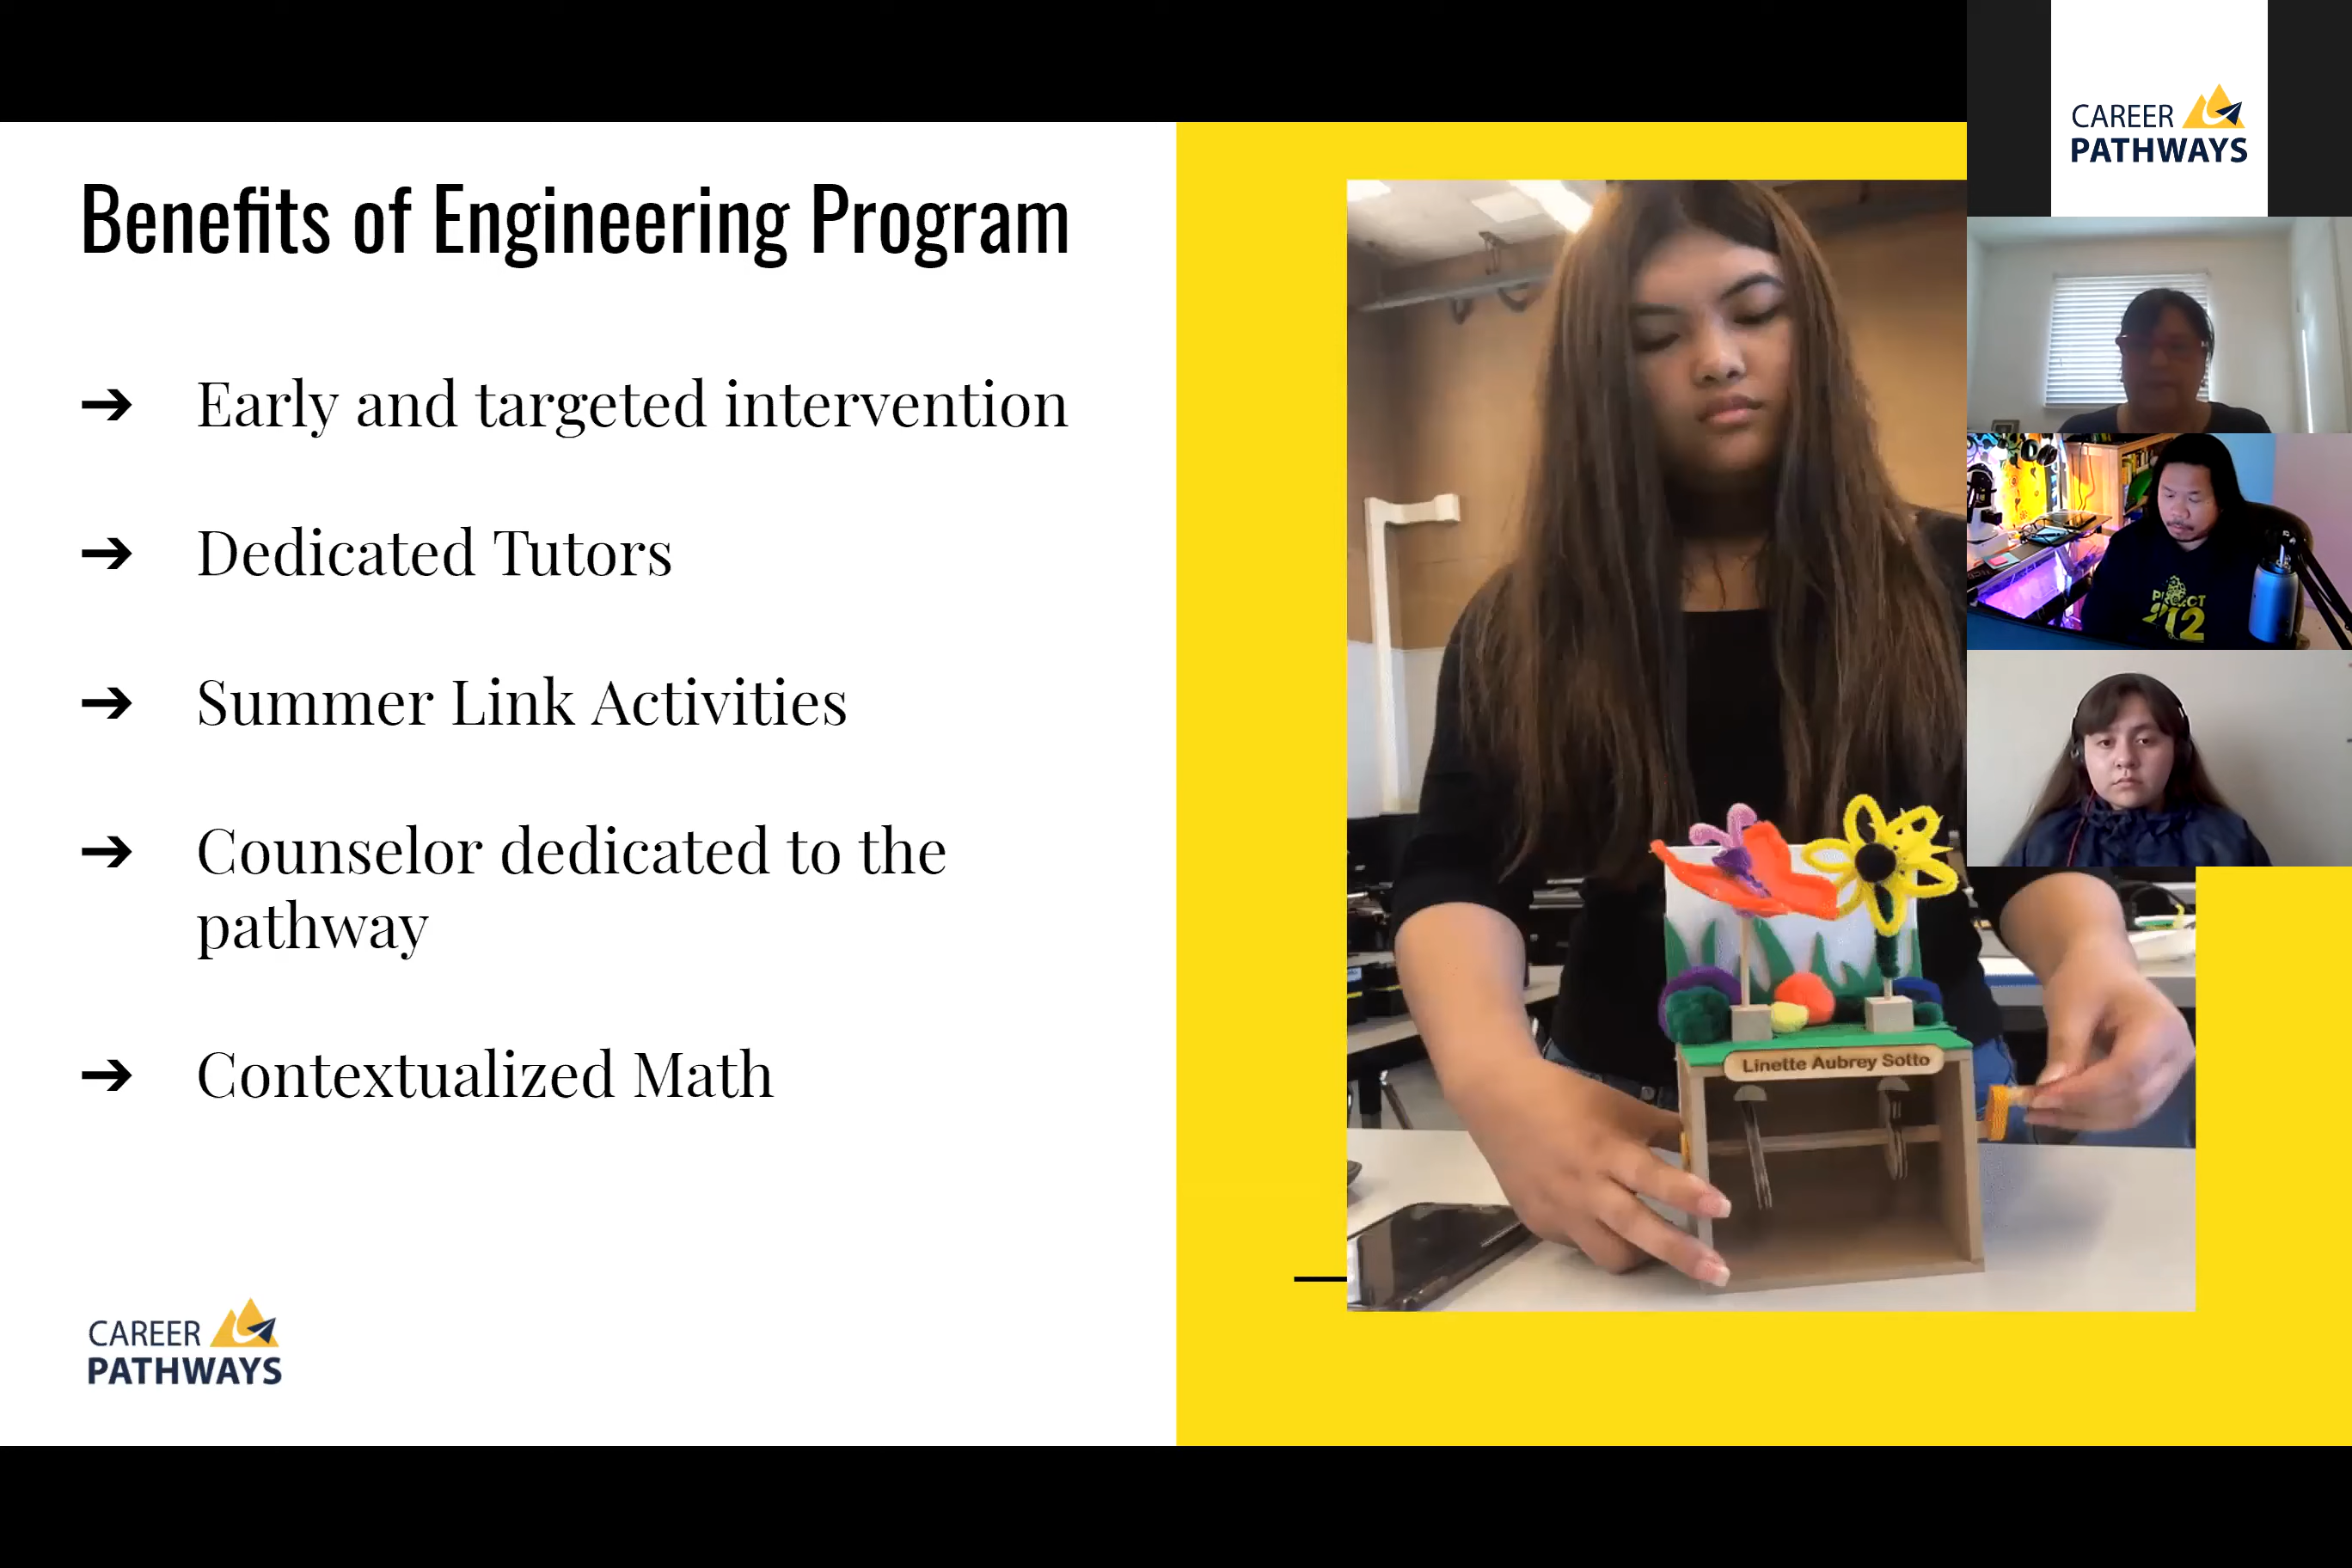 Benefits of Engineering Program
➔ Early and targeted intervention
➔ Dedicated Tutors
➔ Summer Link Activities
➔ Counselor dedicated to the
pathway
➔ Contextualized Math
CAREER
PATHWAYS
Linette Aubrey Sotto
CAREER
PATHWAYS
PROJECT